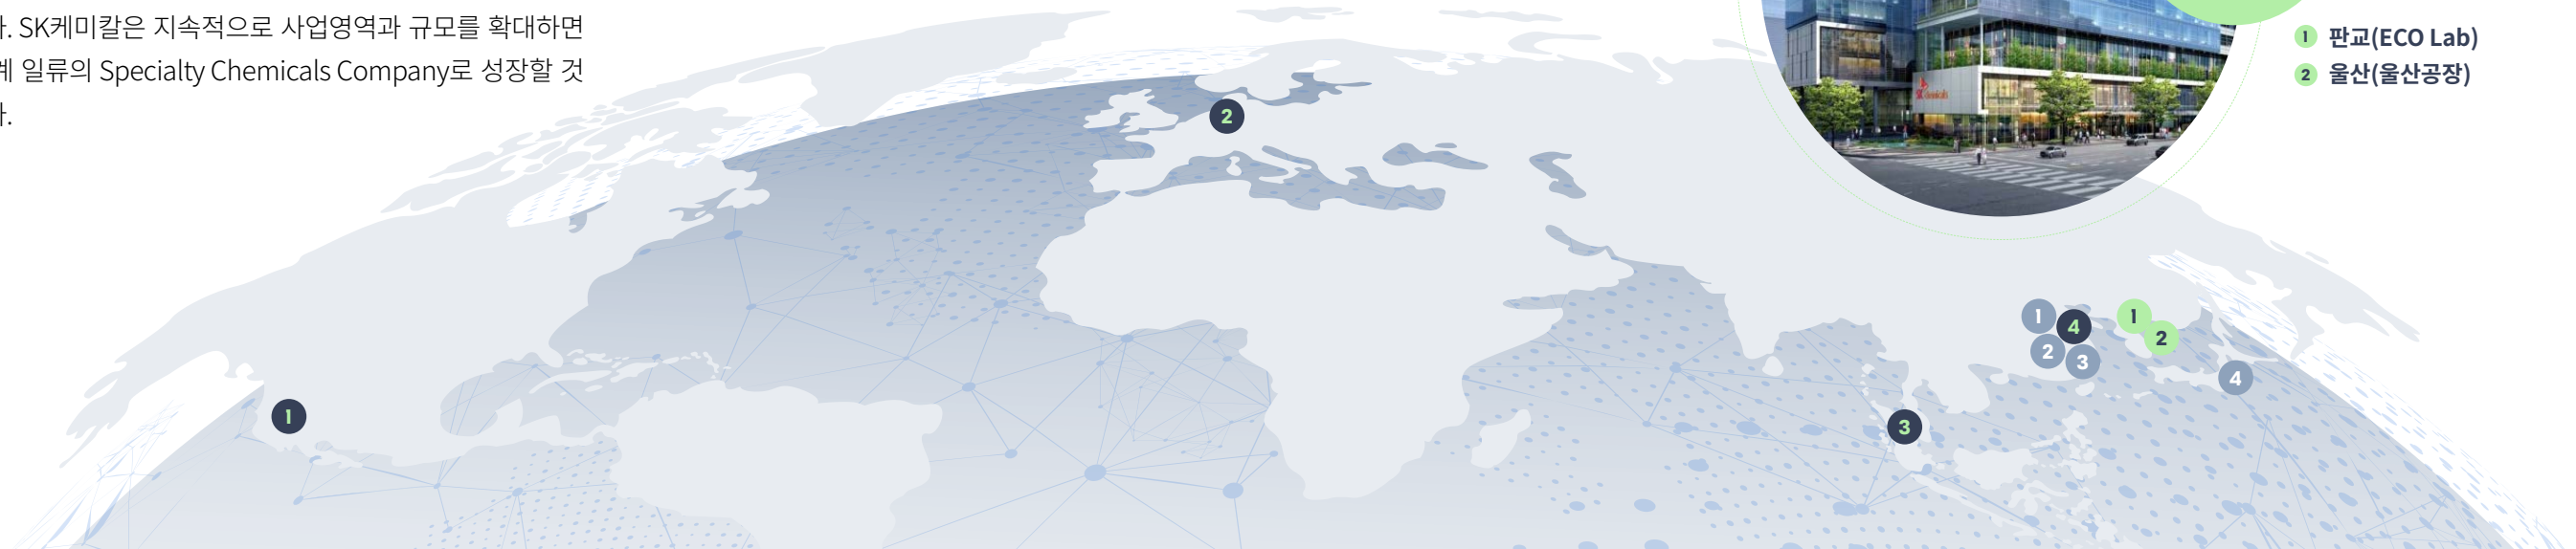 . SK케미칼은 지속적으로 사업영역과 규모를 확대하면
일류의 Specialty Chemicals Company로 성장할 것
.
1 판교(ECO Lab)
2 울산(울산공장)
SK chemicals
2
1
1
4
1
2
2
3
4
3